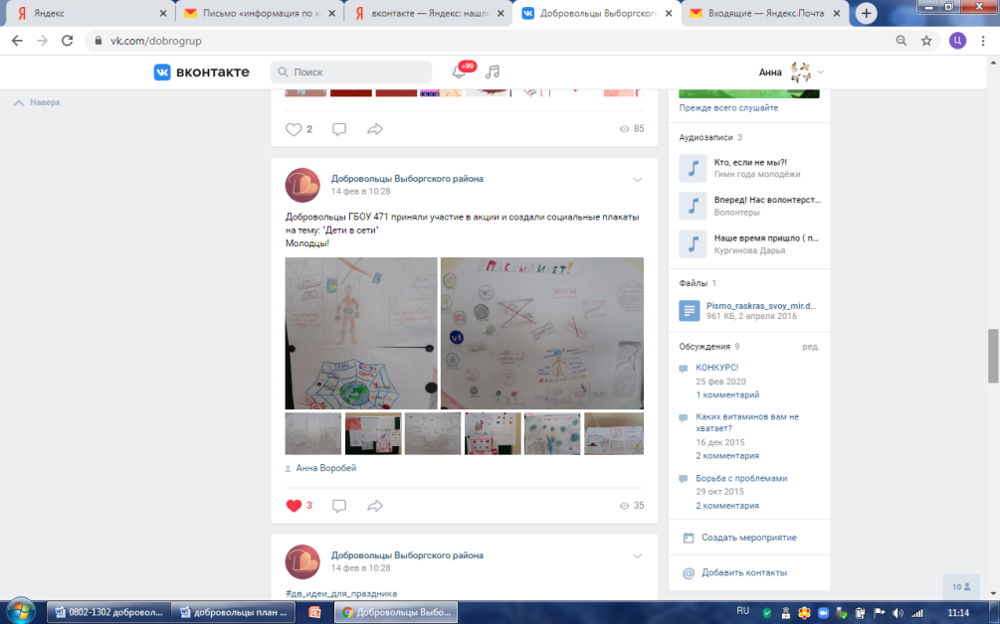 Яндекс
Письмо «информация по к
вконтакте — Яндекс: нашло
Добровольцы Выборгского
Входящие — Яндекс.Почта
vk.com/dobrogrup
вконтакте
Поиск
+99
Анна
Наверх
2
85
Добровольцы Выборгского района
14 фев в 10:28
Добровольцы ГБОУ 471 приняли участие в акции и создали социальные плакаты
на тему: "Дети в сети"
Молодцы!
Анна Воробей
3
35
Добровольцы Выборгского района
14 фев в 10:28
#дв_идеи_для_праздника
Прежде всего слушайте
Аудиозаписи 3
Кто, если не мы?!
Гимн года молодёжи
Вперед! Нас волонтерст...
Волонтеры
Наше время пришло ( п...
Кургинова Дарья
Файлы 1
Pismo_raskras_svoy_mir.d...
961 КБ, 2 апреля 2016
Обсуждения 9
ред.
КОНКУРС!
25 фев 2020
1 комментарий
Каких витаминов вам не
хватает?
16 дек 2015
2 комментария
Борьба с проблемами
29 окт 2015
2 комментария
Создать мероприятие
Добавить контакты
10
0802-1302 доброволь...
добровольцы план ...
Добровольцы Выбо...
RU
11:14